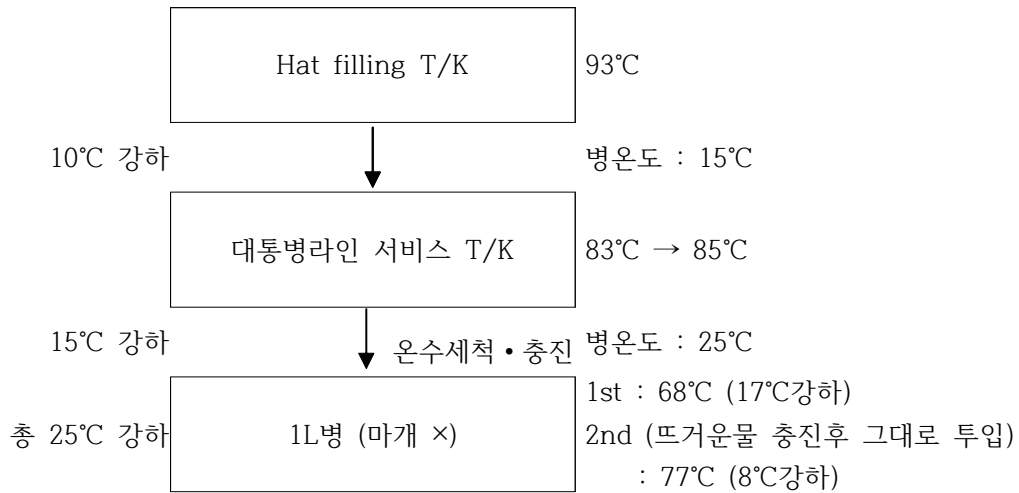 Hat filling T/K
93℃
10℃ 강하
병온도 : 15℃
대통병라인 서비스 T/K
83℃ → 85℃
15℃ 강하
온수세척•충진
병온도 : 25℃
총 25℃ 강하
1L병 (마개 ×)
1st : 68℃ (17℃강하)
2nd (뜨거운물 충진후 그대로 투입)
: 77℃ (8℃강하)